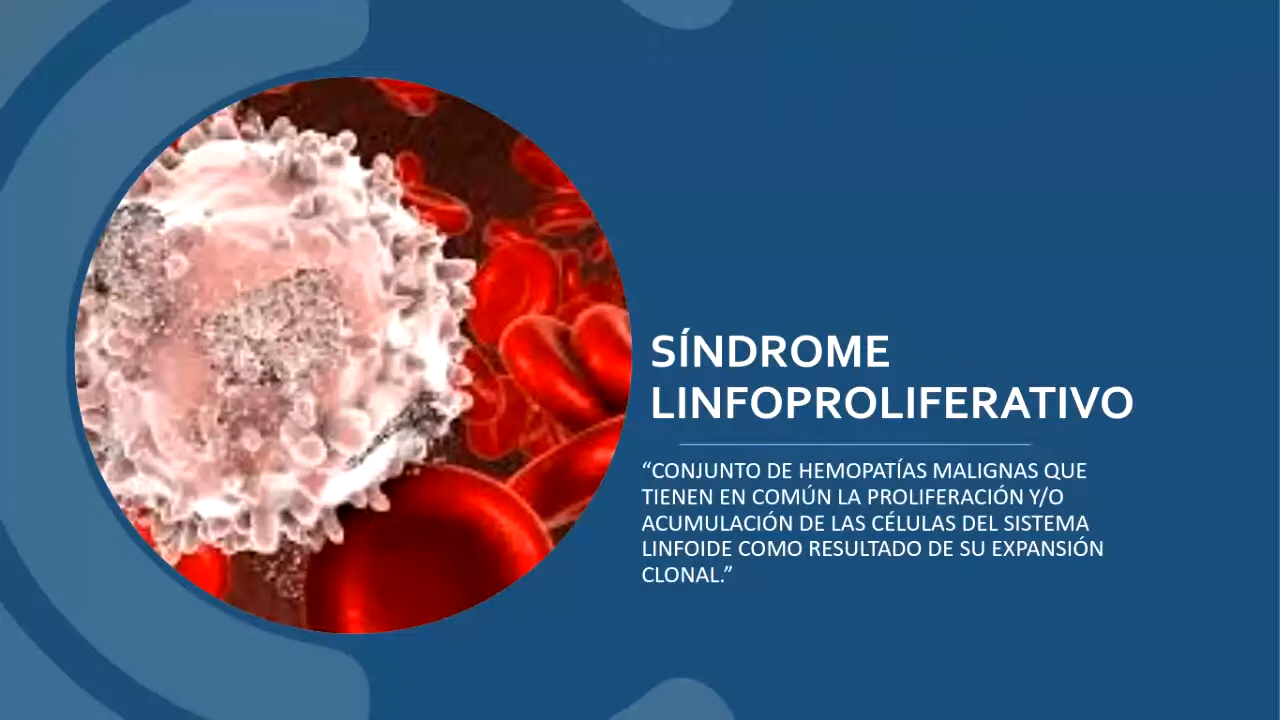 SÍNDROME
LINFOPROLIFERATIVO
“CONJUNTO DE HEMOPATÍAS MALIGNAS QUE
TIENEN EN COMÚN LA PROLIFERACIÓN Y/O
ACUMULACIÓN DE LAS CÉLULAS DEL SISTEMA
LINFOIDE COMO RESULTADO DE SU EXPANSIÓN
CLONAL.”